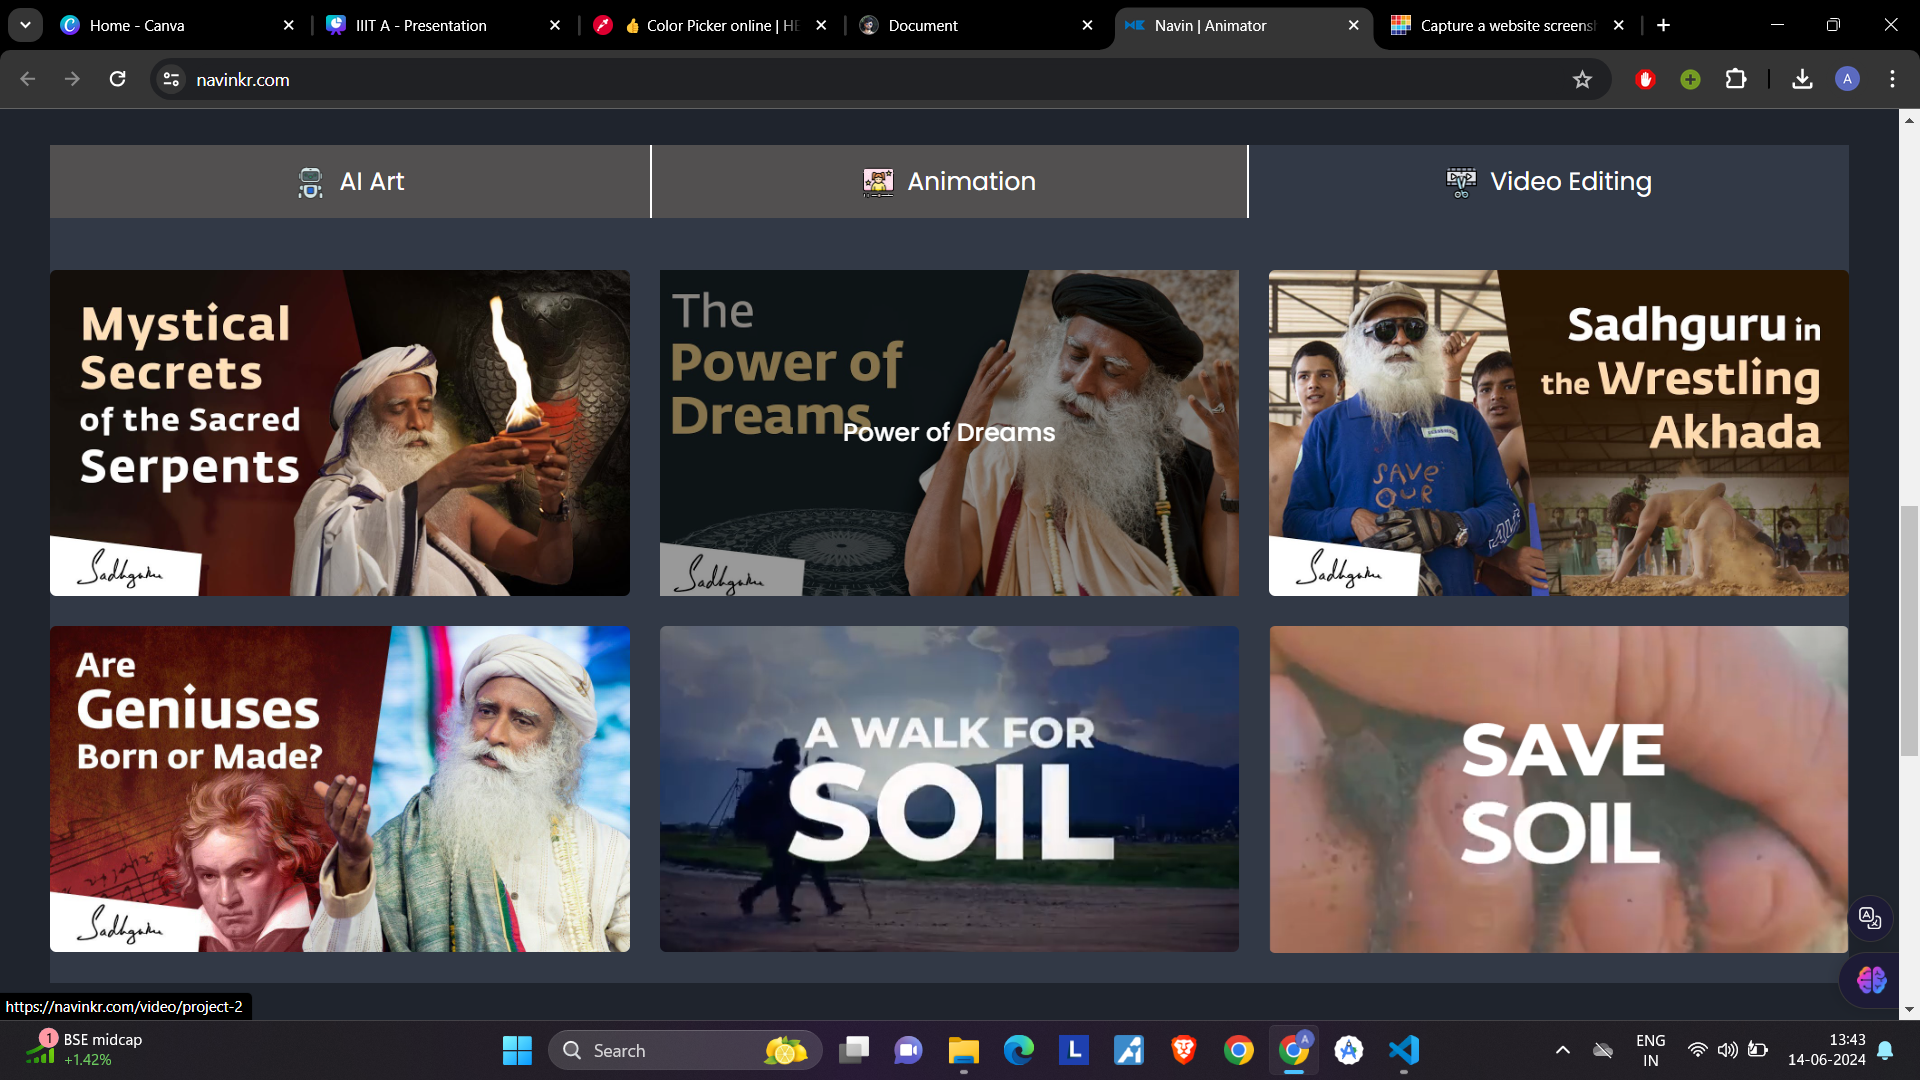 Home - Canva
IIIT A - Presentation
👍 Color Picker online | HE
Document
Navin | Animator
Capture a website screens
navinkr.com
A
AI Art
Animation
Video Editing
Mystical
Secrets
of the Sacred
Serpents
Sadhguru
The
Power of
Dreams
Power of Dreams
Sadhguru
Sadhguru in
the Wrestling
Akhada
SAVE
OUR
Sadhguru
Are
Geniuses
Born or Made?
Sadhguru
A WALK FOR
SOIL
SAVE
SOIL
https://navinkr.com/video/project-2
1
BSE midcap
+1.42%
Search
L
A
ENG
IN
13:43
14-06-2024